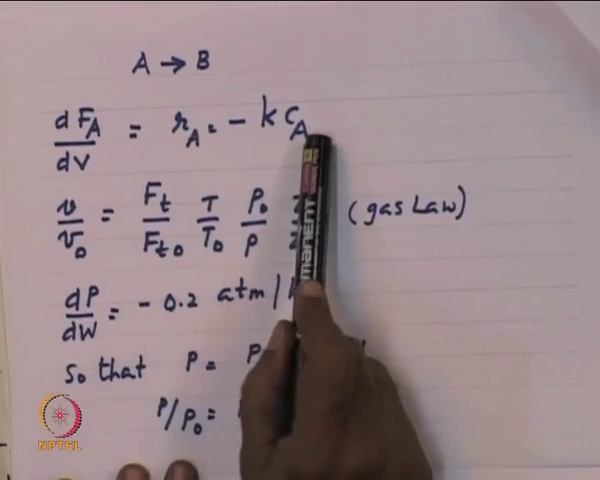 A → B
dF_A/dV = r_A = - k C_A
v/v_0 = F_t/F_t0 T/T_0 P_0/P (gas Law)
dP/dW = - 0.2 atm/
so that P = P
P/P_0 =
permanent
NPTEL